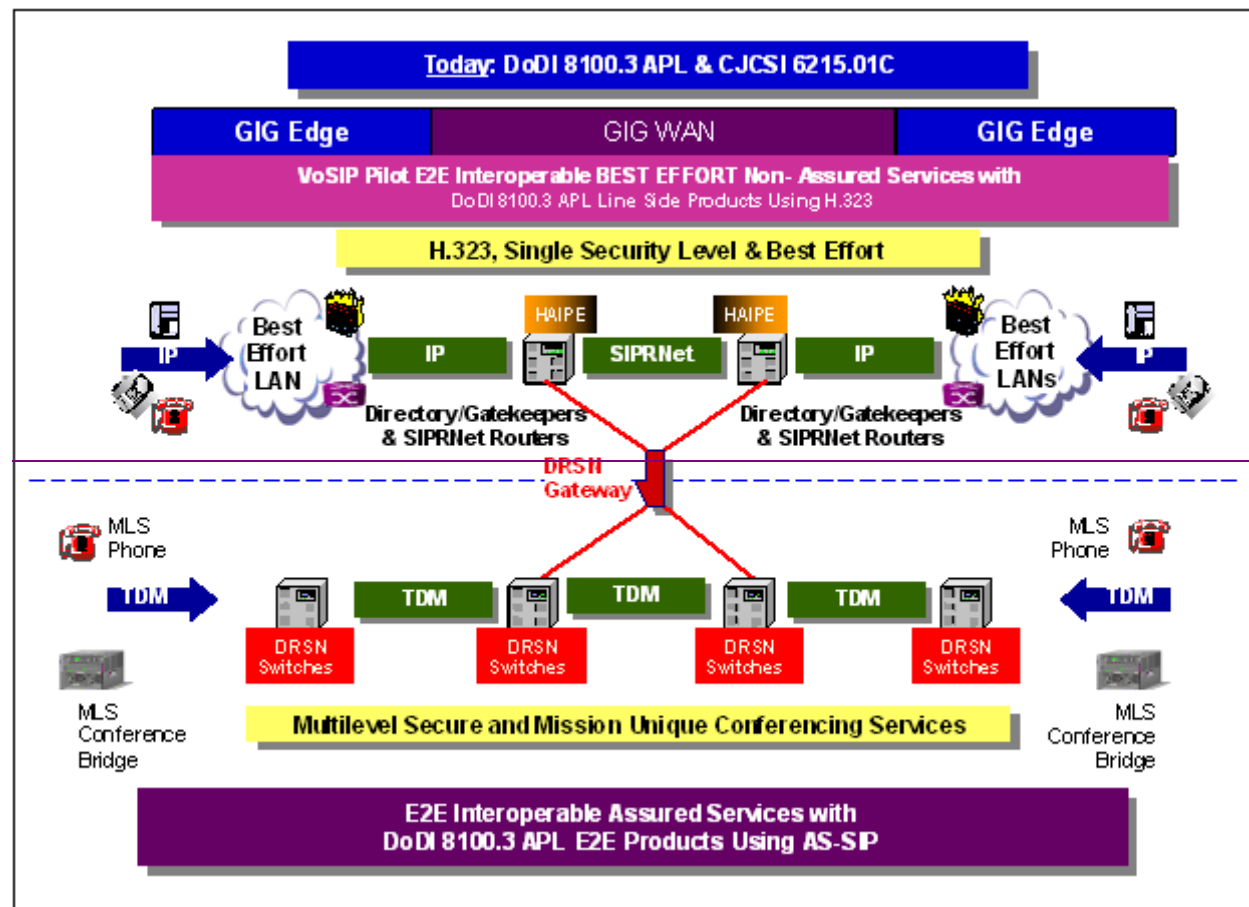 Today: DoDI 8100.3 APL & CJCSI 6215.01C
GIG Edge
GIG WAN
GIG Edge
VoSIP Pilot E2E Interoperable BEST EFFORT Non- Assured Services with
DoDI 8100.3 APL Line Side Products Using H.323
H.323, Single Security Level & Best Effort
HAIPE
HAIPE
IP
Best
Effort
LAN
IP
SIPRNet
IP
Best
Effort
LANs
IP
Directory/Gatekeepers
& SIPRNet Routers
Directory/Gatekeepers
& SIPRNet Routers
DRSN
Gateway
MLS
Phone
MLS
Phone
TDM
TDM
TDM
TDM
TDM
DRSN
Switches
DRSN
Switches
DRSN
Switches
DRSN
Switches
MLS
Conference
Bridge
MLS
Conference
Bridge
Multilevel Secure and Mission Unique Conferencing Services
E2E Interoperable Assured Services with
DoDI 8100.3 APL E2E Products Using AS-SIP